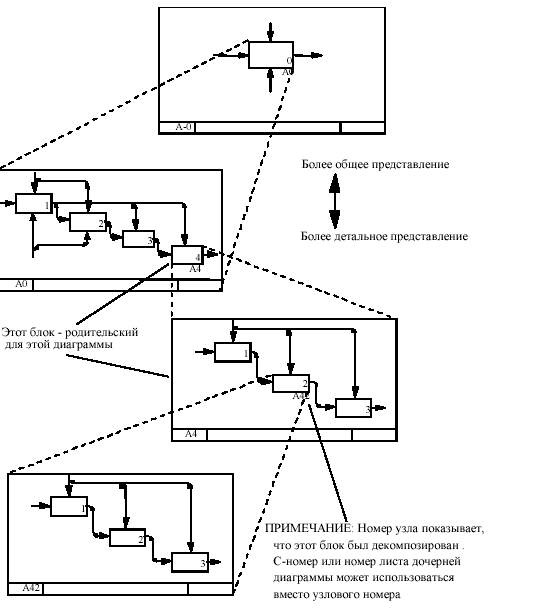 0
A0
A-0
Более общее представление
Более детальное представление
1
2
3
4
A4
A0
Этот блок - родительский
для этой диаграммы
1
2
A42
3
A4
1
2
3
A42
ПРИМЕЧАНИЕ: Номер узла показывает,
что этот блок был декомпозирован .
С-номер или номер листа дочерней
диаграммы может использоваться
вместо узлового номера